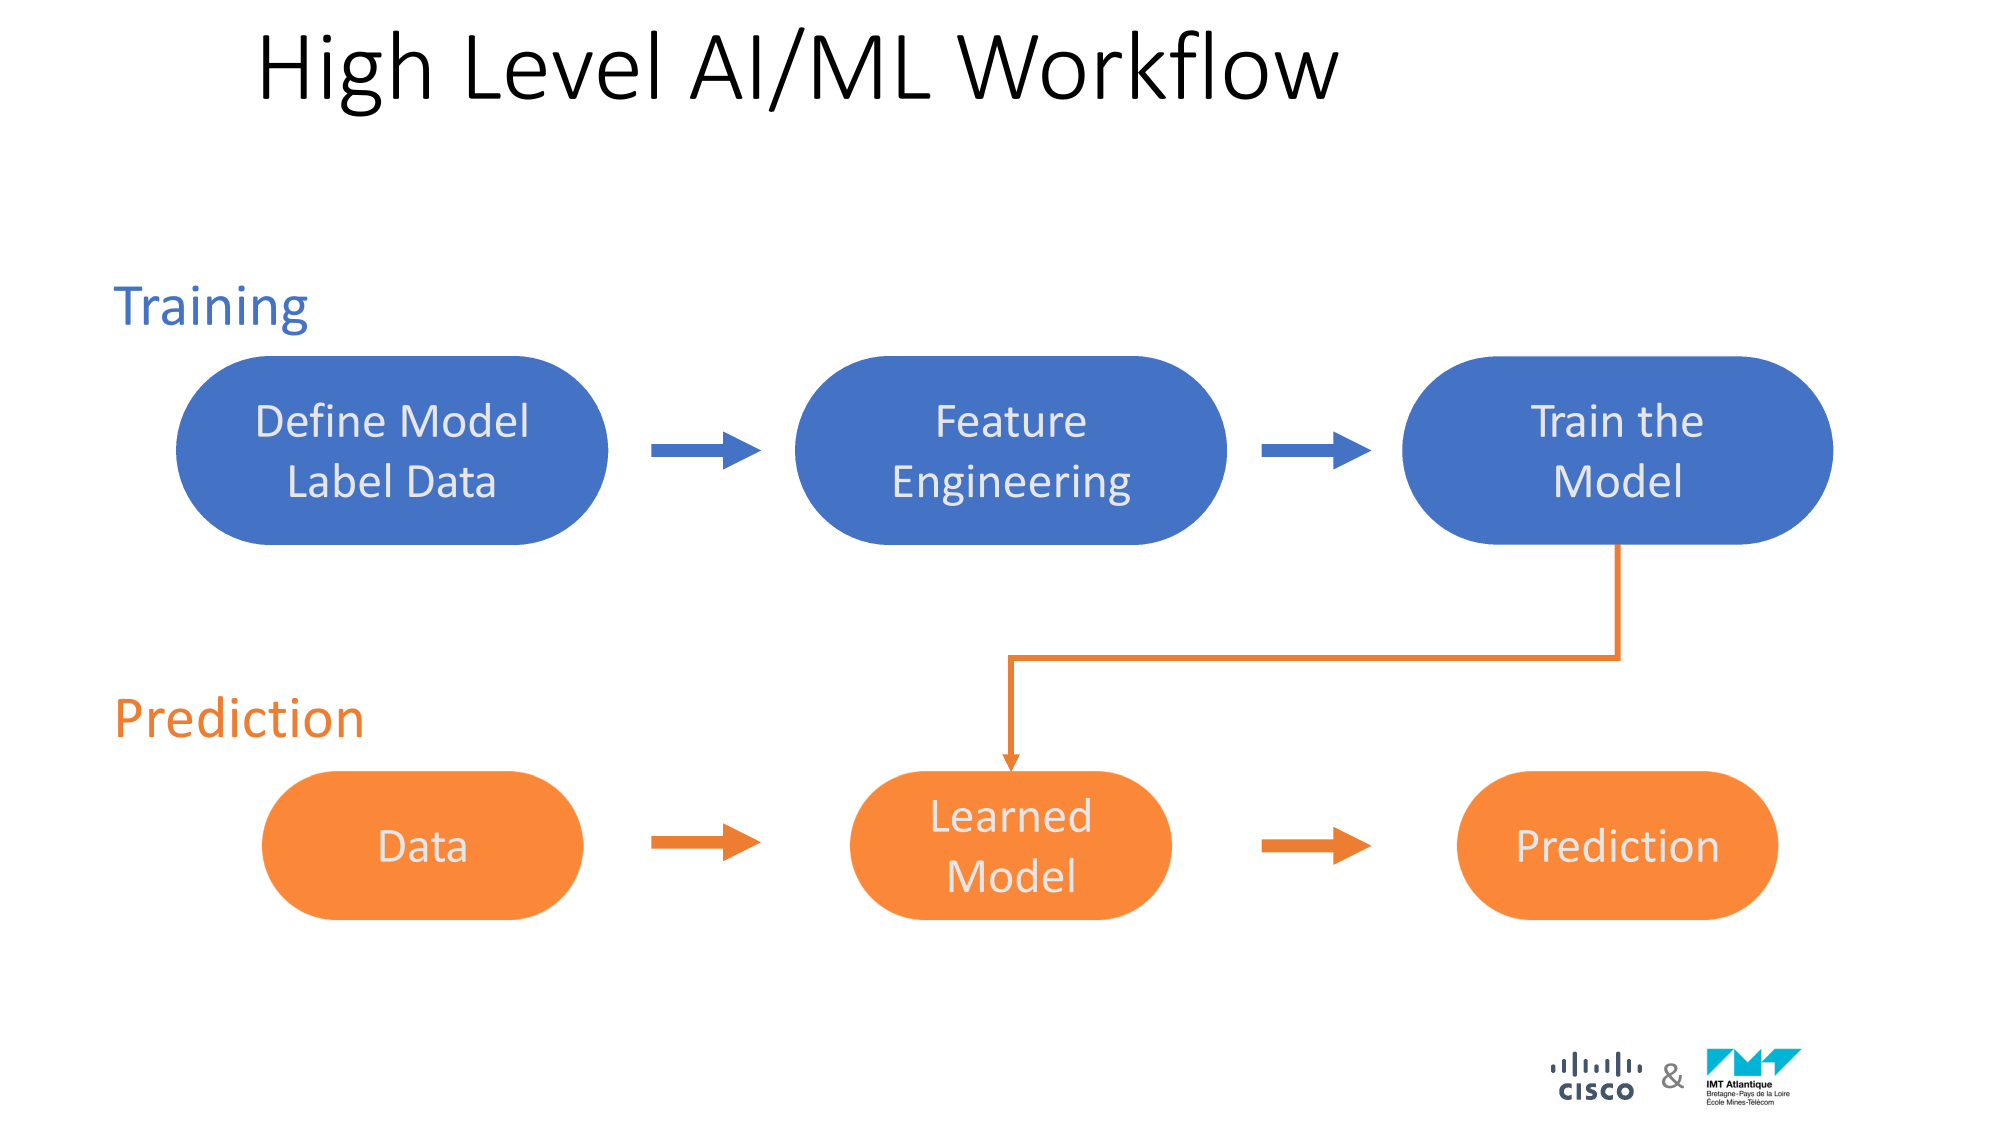 High Level AI/ML Workflow
Training
Define Model
Label Data
Feature
Engineering
Train the
Model
Prediction
Data
Learned
Model
Prediction
CISCO
&
IMT Atlantique
Bretagne-Pays de la Loire
École Mines-Télécom